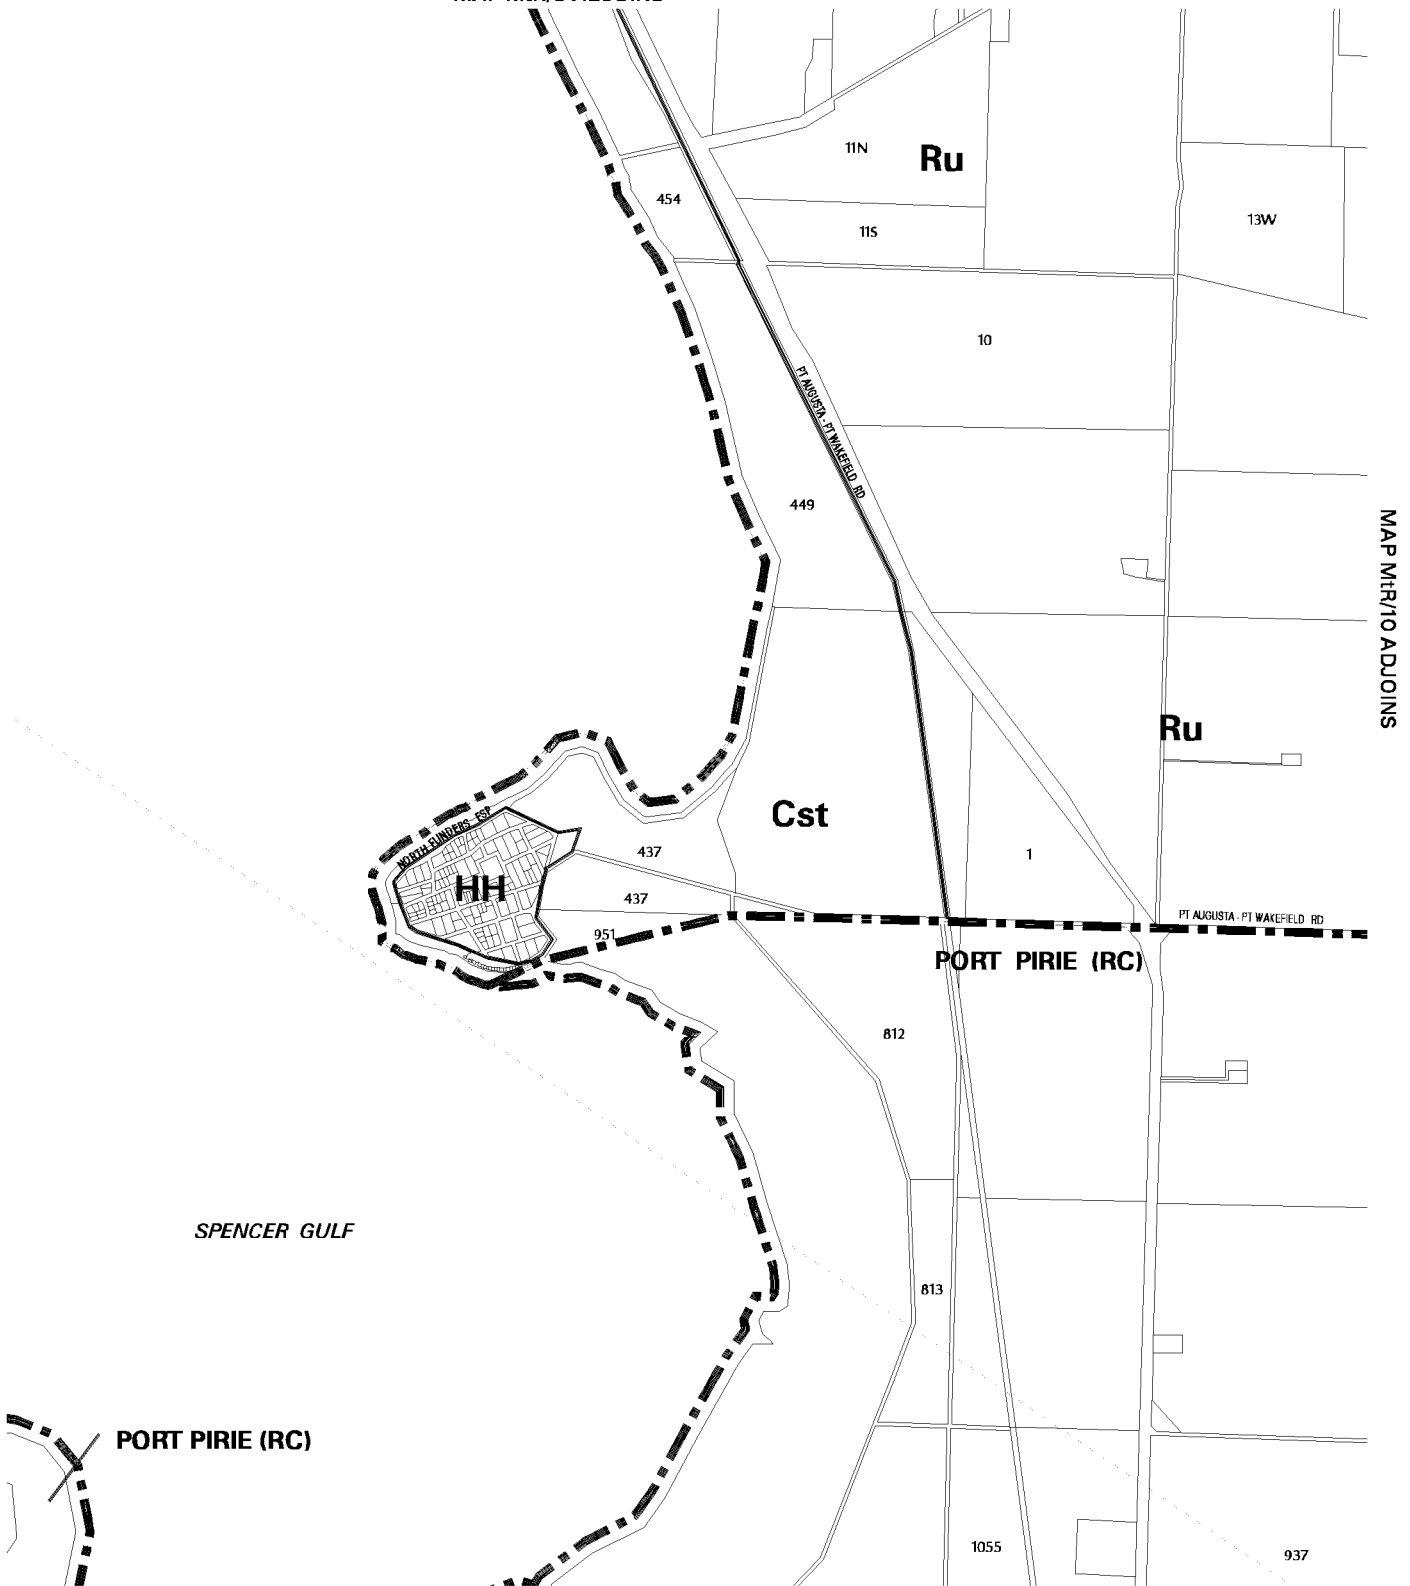 11N
Ru
454
13W
11S
10
PT AUGUSTA - PT WAKEFIELD RD
449
MAP MtR/10 ADJOINS
Ru
Cst
NORTH FLINDERS ESP
437
1
HH
437
PT AUGUSTA - PT WAKEFIELD RD
951
PORT PIRIE (RC)
812
SPENCER GULF
813
PORT PIRIE (RC)
1055
937